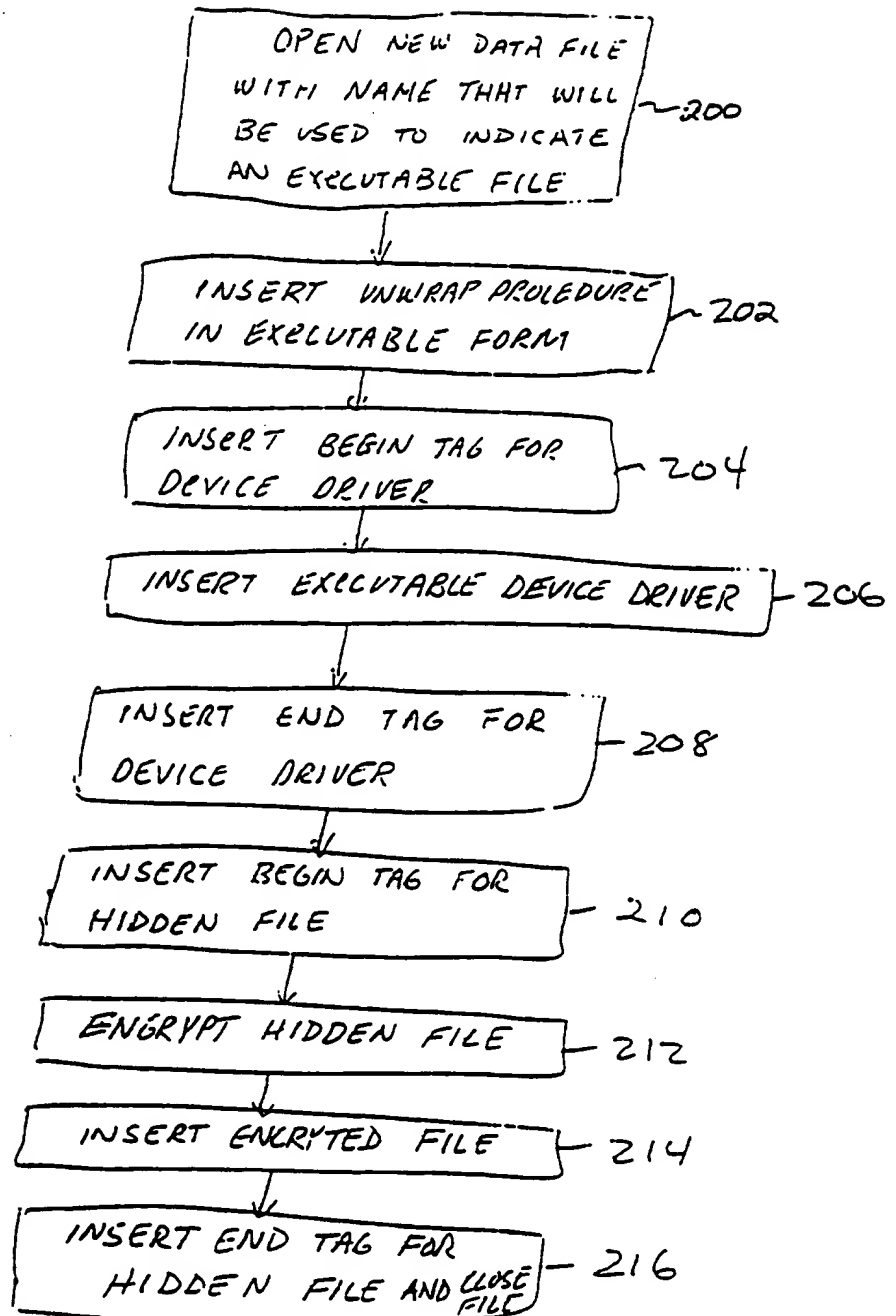 OPEN NEW DATA FILE
WITH NAME THAT WILL
BE USED TO INDICATE
AN EXECUTABLE FILE
200
INSERT UNWRAP PROCEDURE
IN EXECUTABLE FORM
202
INSERT BEGIN TAG FOR
DEVICE DRIVER
204
INSERT EXECUTABLE DEVICE DRIVER
206
INSERT END TAG FOR
DEVICE DRIVER
208
INSERT BEGIN TAG FOR
HIDDEN FILE
210
ENCRYPT HIDDEN FILE
212
INSERT ENCRYTED FILE
214
INSERT END TAG FOR
HIDDEN FILE AND CLOSE
FILE
216